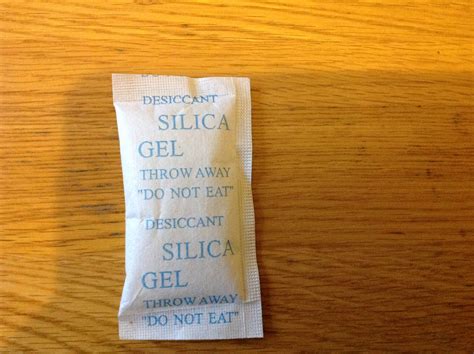 DESICCANT
SILICA
GEL
THROW AWAY
"DO NOT EAT"
DESICCANT
SILICA
GEL
THROW AWAY
"DO NOT EAT"